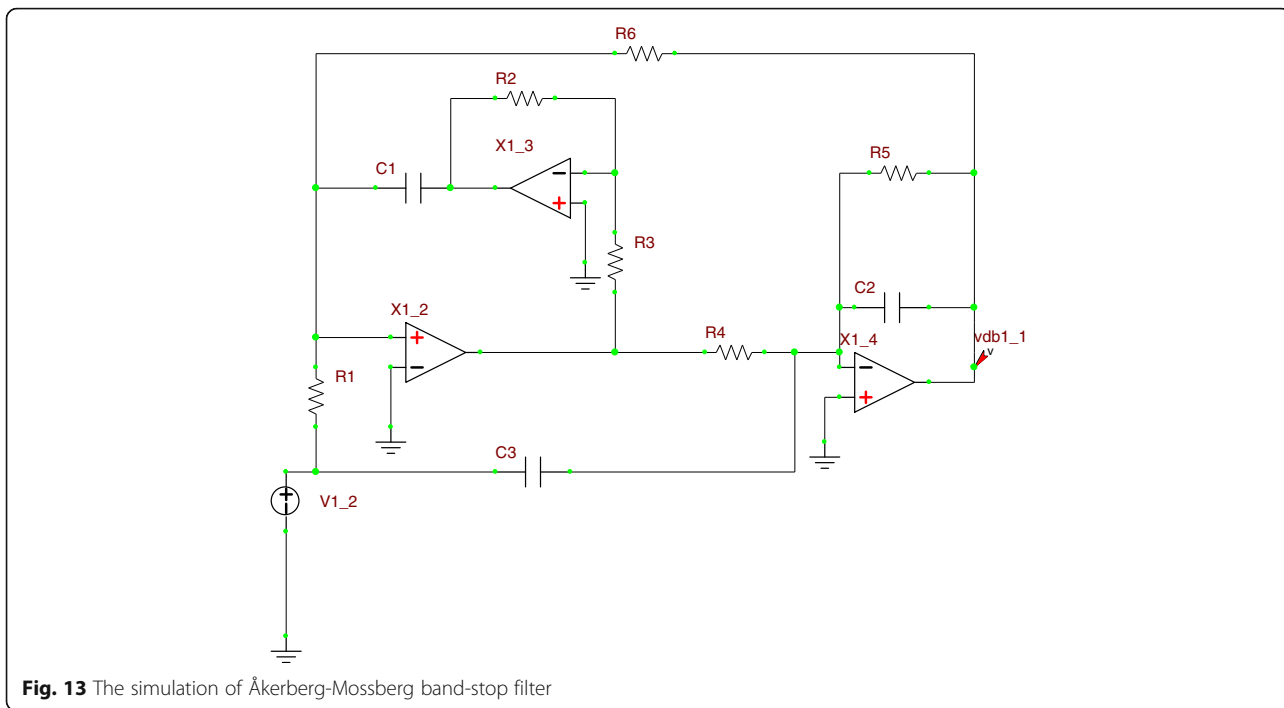 R6
R2
X1_3
C1
R5
R3
C2
X1_2
R4
X1_4
vdb1_1
v
R1
C3
V1_2
Fig. 13 The simulation of Åkerberg-Mossberg band-stop filter